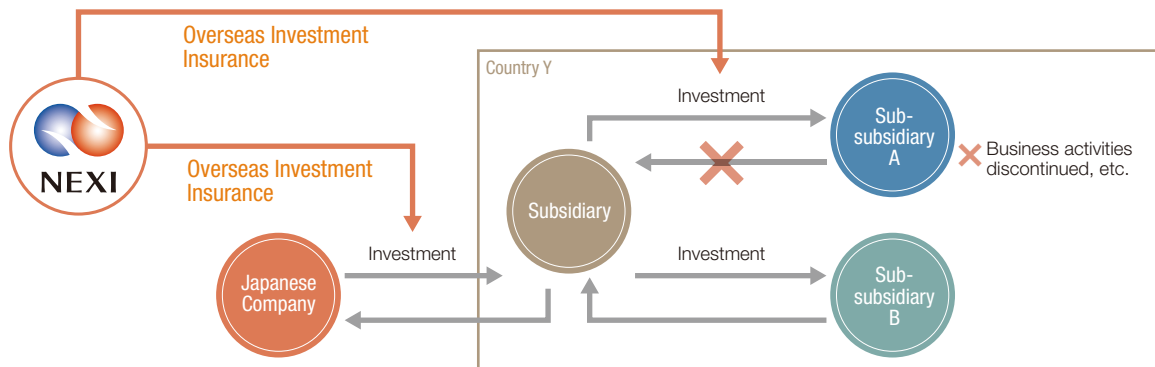 Overseas Investment
Insurance
Country Y
Investment
Sub-
subsidiary
A
Business activities
discontinued, etc.
NEXI
Overseas Investment
Insurance
Subsidiary
Investment
Investment
Japanese
Company
Sub-
subsidiary
B